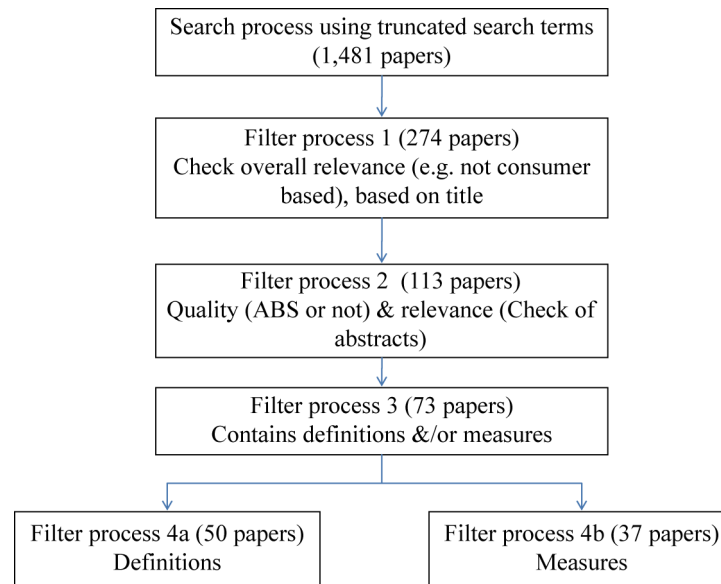 Search process using truncated search terms
(1,481 papers)
Filter process 1 (274 papers)
Check overall relevance (e.g. not consumer
based), based on title
Filter process 2 (113 papers)
Quality (ABS or not) & relevance (Check of
abstracts)
Filter process 3 (73 papers)
Contains definitions &/or measures
Filter process 4a (50 papers)
Definitions
Filter process 4b (37 papers)
Measures